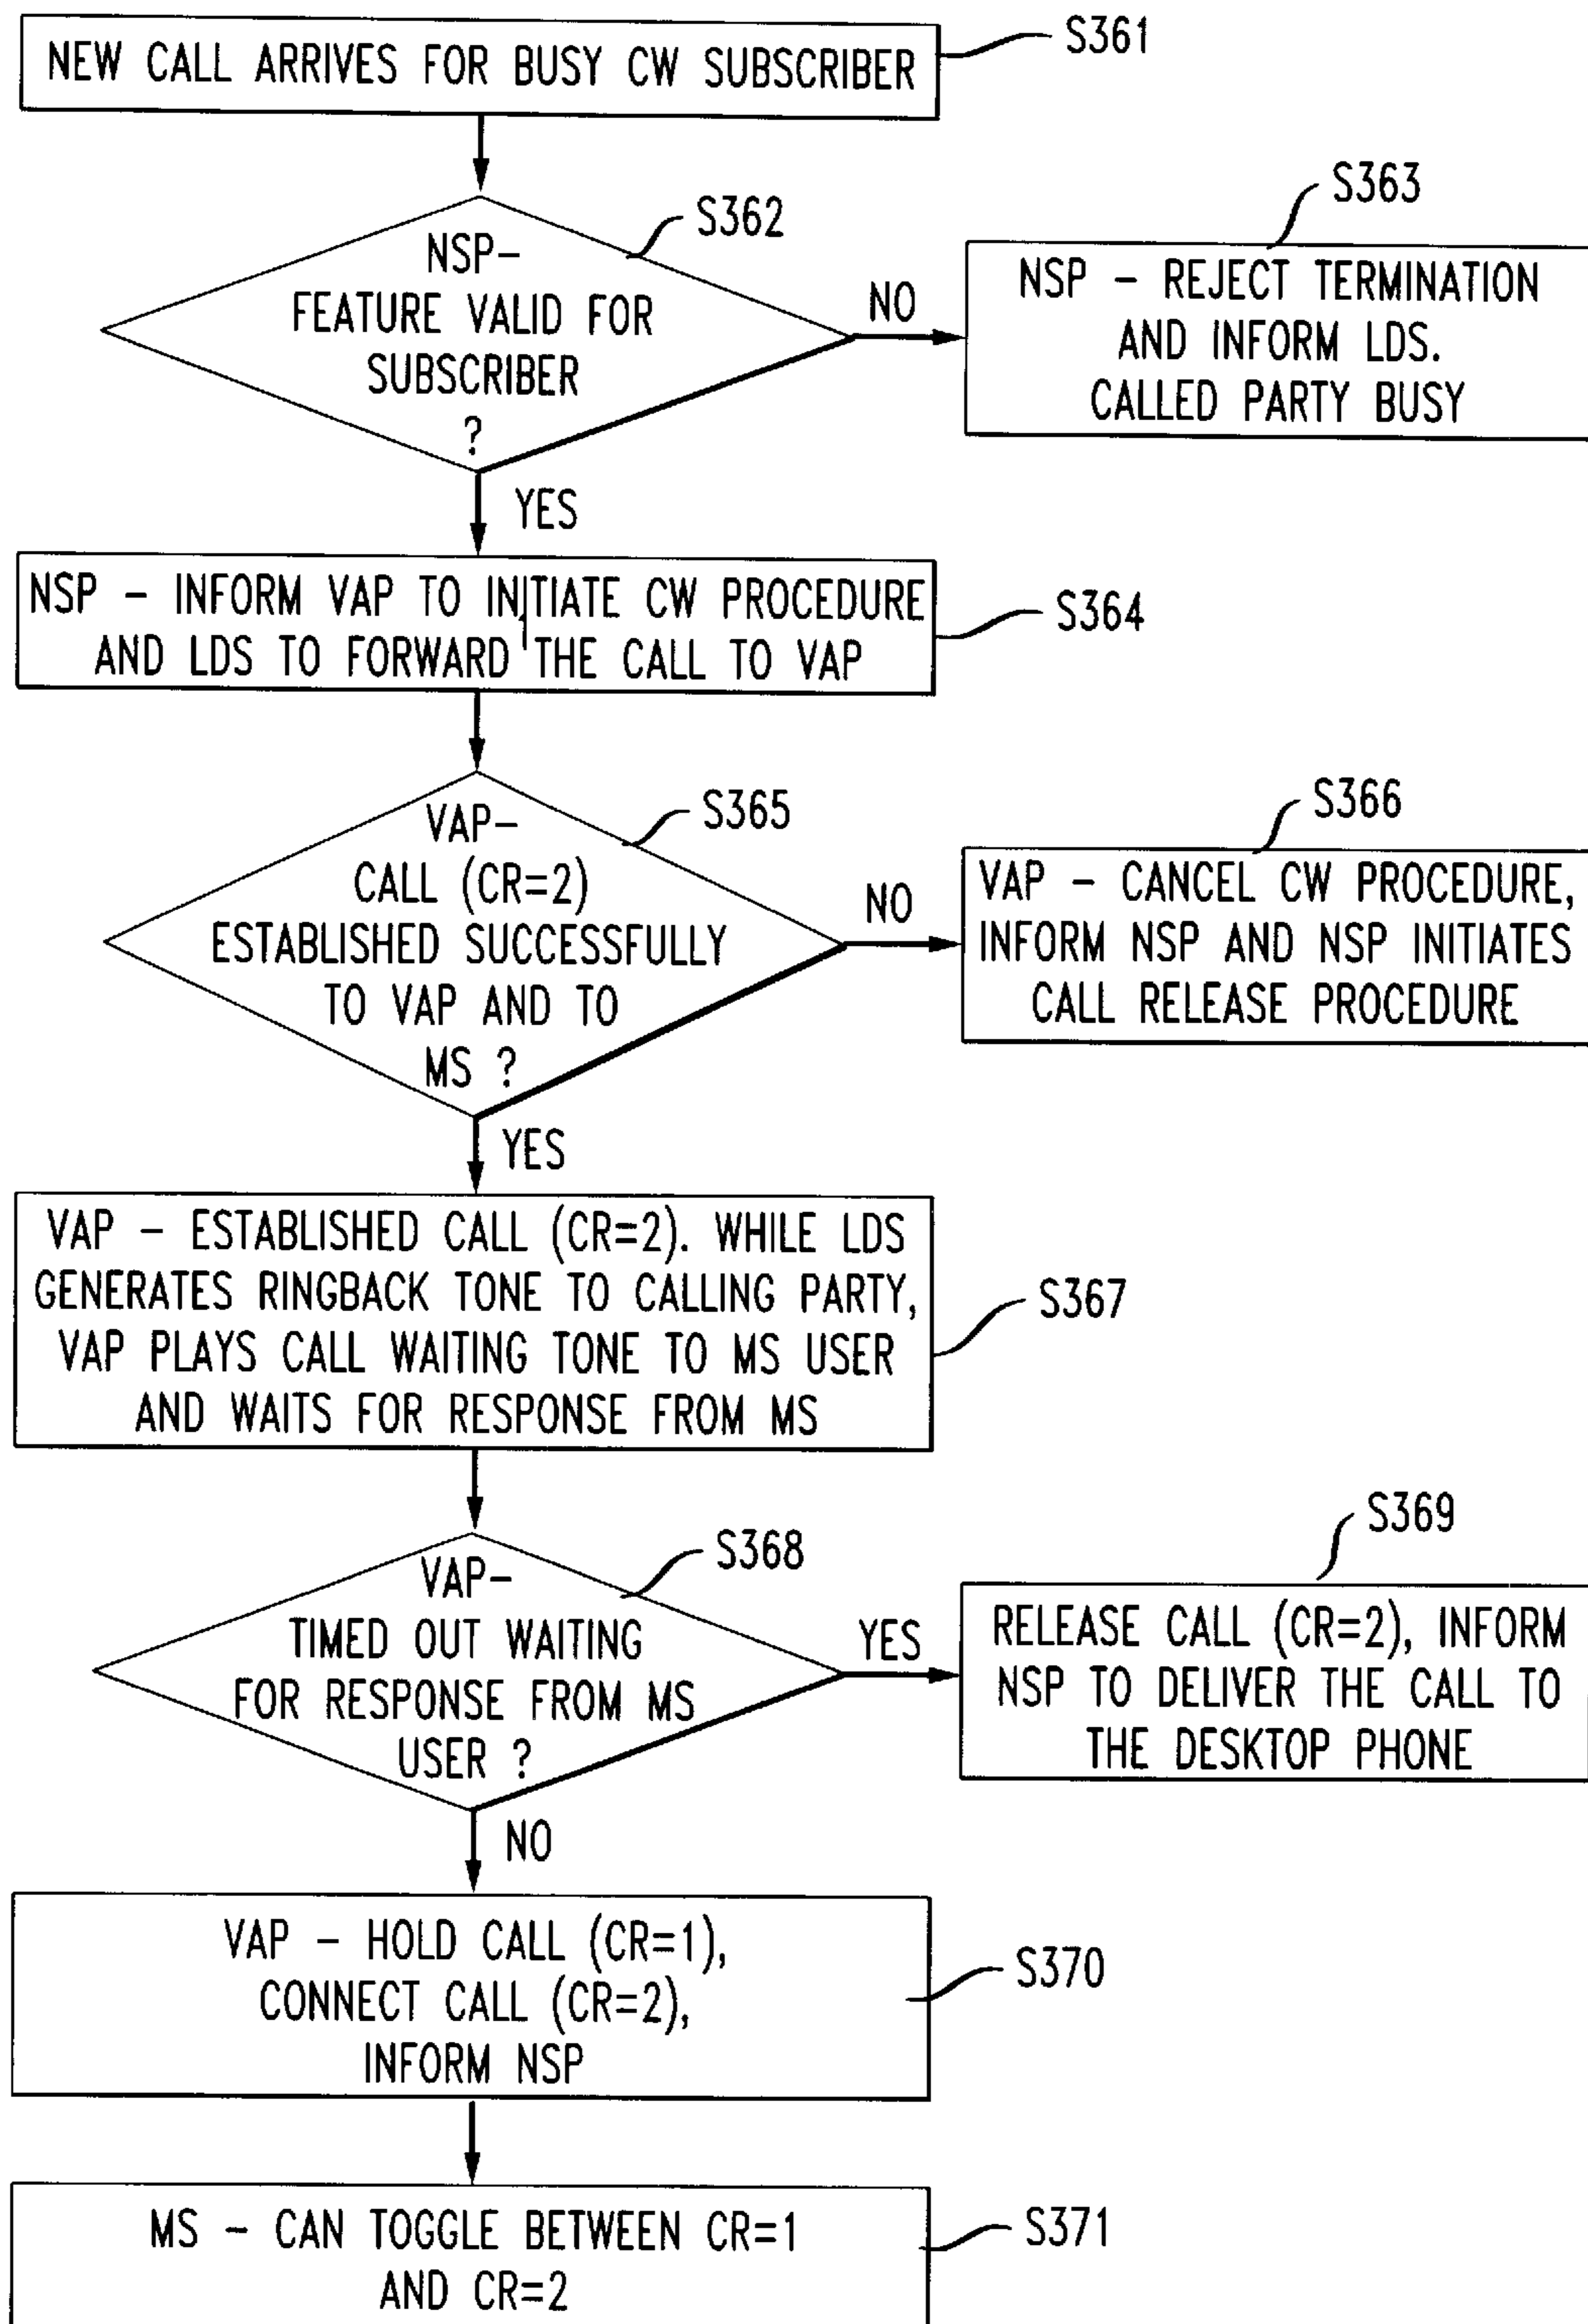 NEW CALL ARRIVES FOR BUSY CW SUBSCRIBER
S361
NSP-
FEATURE VALID FOR
SUBSCRIBER
?
S362
NO
S363
NSP - REJECT TERMINATION
AND INFORM LDS.
CALLED PARTY BUSY
YES
NSP - INFORM VAP TO INITIATE CW PROCEDURE
AND LDS TO FORWARD THE CALL TO VAP
S364
VAP-
CALL (CR=2)
ESTABLISHED SUCCESSFULLY
TO VAP AND TO
MS ?
S365
NO
S366
VAP - CANCEL CW PROCEDURE,
INFORM NSP AND NSP INITIATES
CALL RELEASE PROCEDURE
YES
VAP - ESTABLISHED CALL (CR=2). WHILE LDS
GENERATES RINGBACK TONE TO CALLING PARTY,
VAP PLAYS CALL WAITING TONE TO MS USER
AND WAITS FOR RESPONSE FROM MS
S367
VAP-
TIMED OUT WAITING
FOR RESPONSE FROM MS
USER ?
S368
YES
S369
RELEASE CALL (CR=2), INFORM
NSP TO DELIVER THE CALL TO
THE DESKTOP PHONE
NO
VAP - HOLD CALL (CR=1),
CONNECT CALL (CR=2),
INFORM NSP
S370
MS - CAN TOGGLE BETWEEN CR=1
AND CR=2
S371